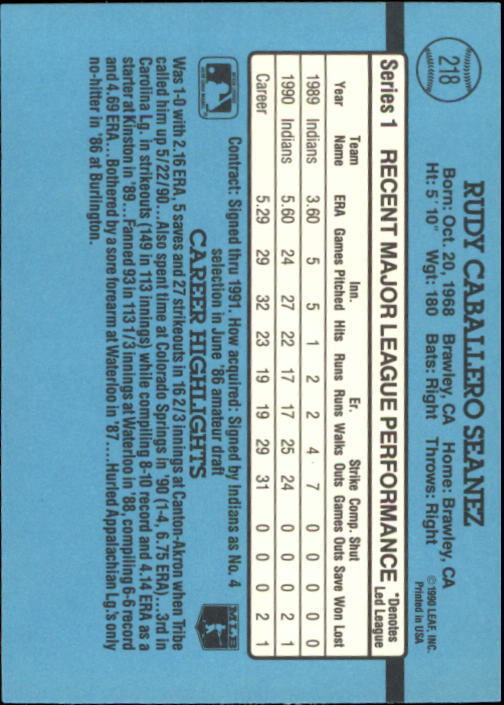 218
RUDY CABALLERO SEANEZ
© 1990 LEAF, INC.
Printed in USA
Born: Oct. 20, 1968 Brawley, CA Home: Brawley, CA
Ht: 5' 10" Wgt: 180 Bats: Right Throws: Right
Series 1 RECENT MAJOR LEAGUE PERFORMANCE *Denotes Led League
Team Inn. Er. Strike Comp. Shut
Year Name ERA Games Pitched Hits Runs Runs Walks Outs Games Outs Save Won Lost
1989 Indians 3.60 5 5 1 2 2 4 7 0 0 0 0 0
1990 Indians 5.60 24 27 22 17 17 25 24 0 0 0 2 1
Career 5.29 29 32 23 19 19 29 31 0 0 0 2 1
Contract: Signed thru 1991. How acquired: Signed by Indians as No. 4
selection in June '86 amateur draft
CAREER HIGHLIGHTS
MLB
Was 1-0 with 2.16 ERA, 5 saves and 27 strikeouts in 16 2/3 innings at Canton-Akron when Tribe
called him up 5/22/90...Also spent time at Colorado Springs in '90 (1-4, 6.75 ERA)...3rd in
Carolina Lg. in strikeouts (149 in 113 innings) while compiling 8-10 record and 4.14 ERA as a
starter at Kinston in '89...Fanned 93 in 113 1/3 innings at Waterloo in '88, compiling 6-6 record
and 4.69 ERA...Bothered by a sore forearm at Waterloo in '87.....Hurled Appalachian Lg.'s only
no-hitter in '86 at Burlington.